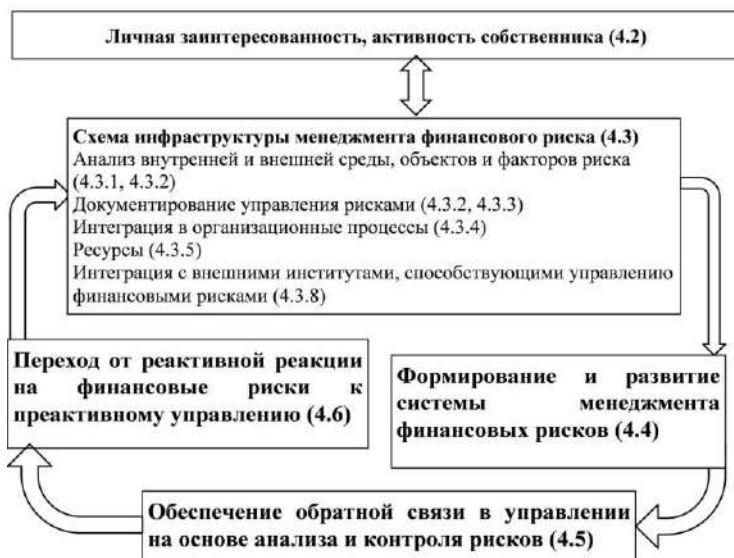 Личная заинтересованность, активность собственника (4.2)
Схема инфраструктуры менеджмента финансового риска (4.3)
Анализ внутренней и внешней среды, объектов и факторов риска
(4.3.1, 4.3.2)
Документирование управления рисками (4.3.2, 4.3.3)
Интеграция в организационные процессы (4.3.4)
Ресурсы (4.3.5)
Интеграция с внешними институтами, способствующими управлению
финансовыми рисками (4.3.8)
Переход от реактивной реакции
на финансовые риски к
преактивному управлению (4.6)
Формирование и развитие
системы менеджмента
финансовых рисков (4.4)
Обеспечение обратной связи в управлении
на основе анализа и контроля рисков (4.5)